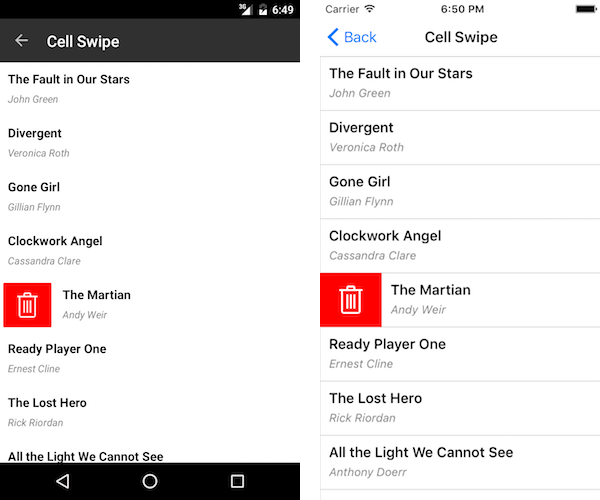 3G 6:49
Cell Swipe
The Fault in Our Stars
John Green
Divergent
Veronica Roth
Gone Girl
Gillian Flynn
Clockwork Angel
Cassandra Clare
The Martian
Andy Weir
Ready Player One
Ernest Cline
The Lost Hero
Rick Riordan
All the Light We Cannot See
Carrier 6:50 PM
Back Cell Swipe
The Fault in Our Stars
John Green
Divergent
Veronica Roth
Gone Girl
Gillian Flynn
Clockwork Angel
Cassandra Clare
The Martian
Andy Weir
Ready Player One
Ernest Cline
The Lost Hero
Rick Riordan
All the Light We Cannot See
Anthony Doerr